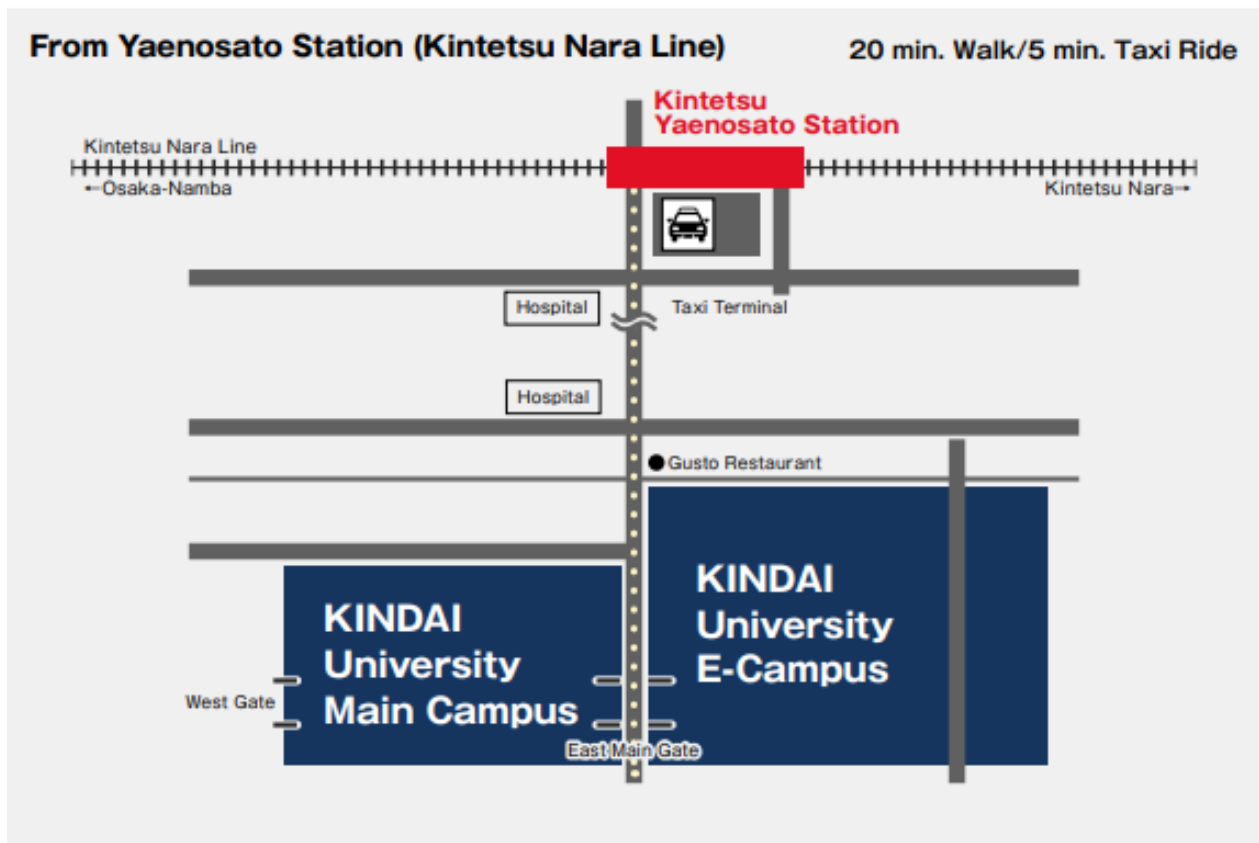 From Yaenosato Station (Kintetsu Nara Line)
20 min. Walk/5 min. Taxi Ride
Kintetsu
Yaenosato Station
Kintetsu Nara Line
←Osaka-Namba
Kintetsu Nara→
Hospital
Taxi Terminal
Hospital
Gusto Restaurant
KINDAI
University
Main Campus
KINDAI
University
E-Campus
West Gate
East Main Gate